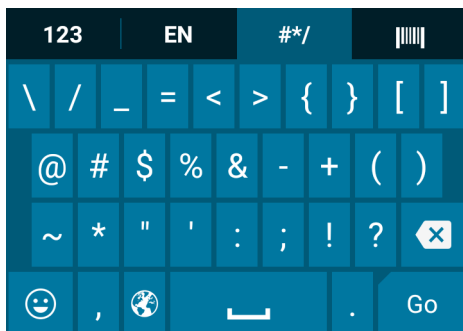 123 EN #*/
\ / _ = < > { } [ ]
@ # $ % & - + ( )
~ * " ' : ; ! ?
, . Go